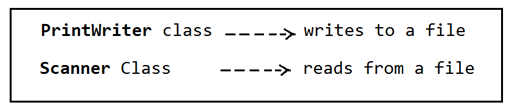 PrintWriter class -----> writes to a file
Scanner Class -----> reads from a file